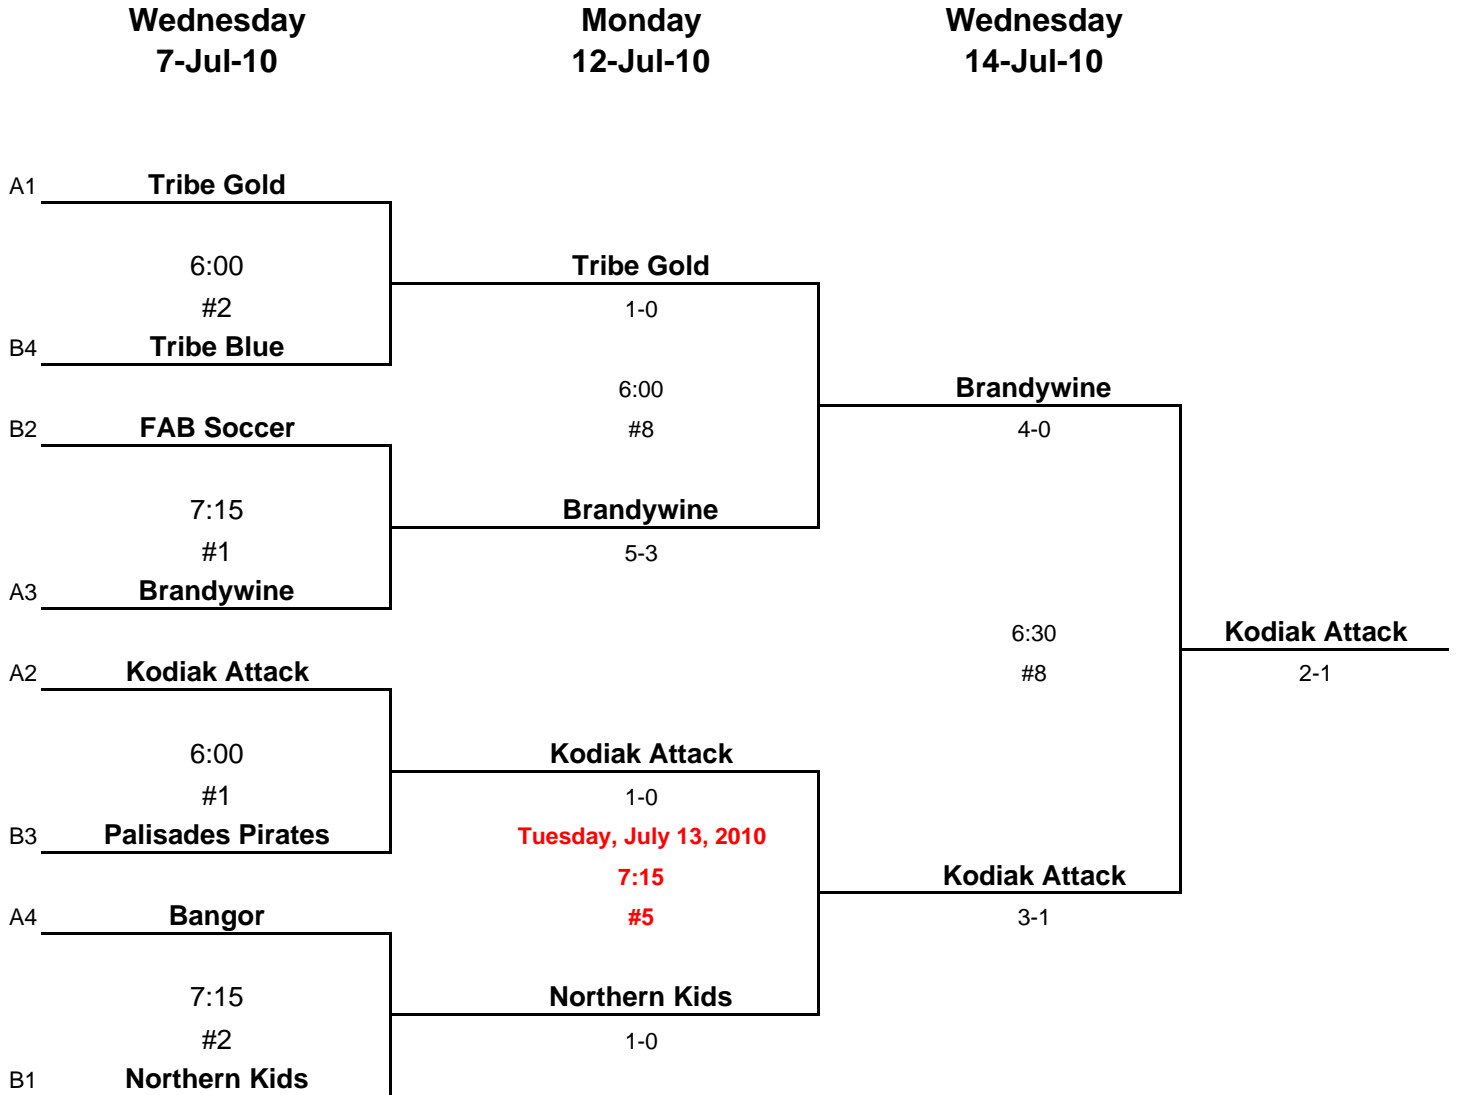 Wednesday Monday Wednesday
7-Jul-10 12-Jul-10 14-Jul-10
A1 Tribe Gold
6:00 Tribe Gold
#2 1-0
B4 Tribe Blue
6:00 Brandywine
B2 FAB Soccer #8 4-0
7:15 Brandywine
#1 5-3
A3 Brandywine
6:30 Kodiak Attack
A2 Kodiak Attack #8 2-1
6:00 Kodiak Attack
#1 1-0
B3 Palisades Pirates Tuesday, July 13, 2010
7:15 Kodiak Attack
A4 Bangor #5 3-1
7:15 Northern Kids
#2 1-0
B1 Northern Kids